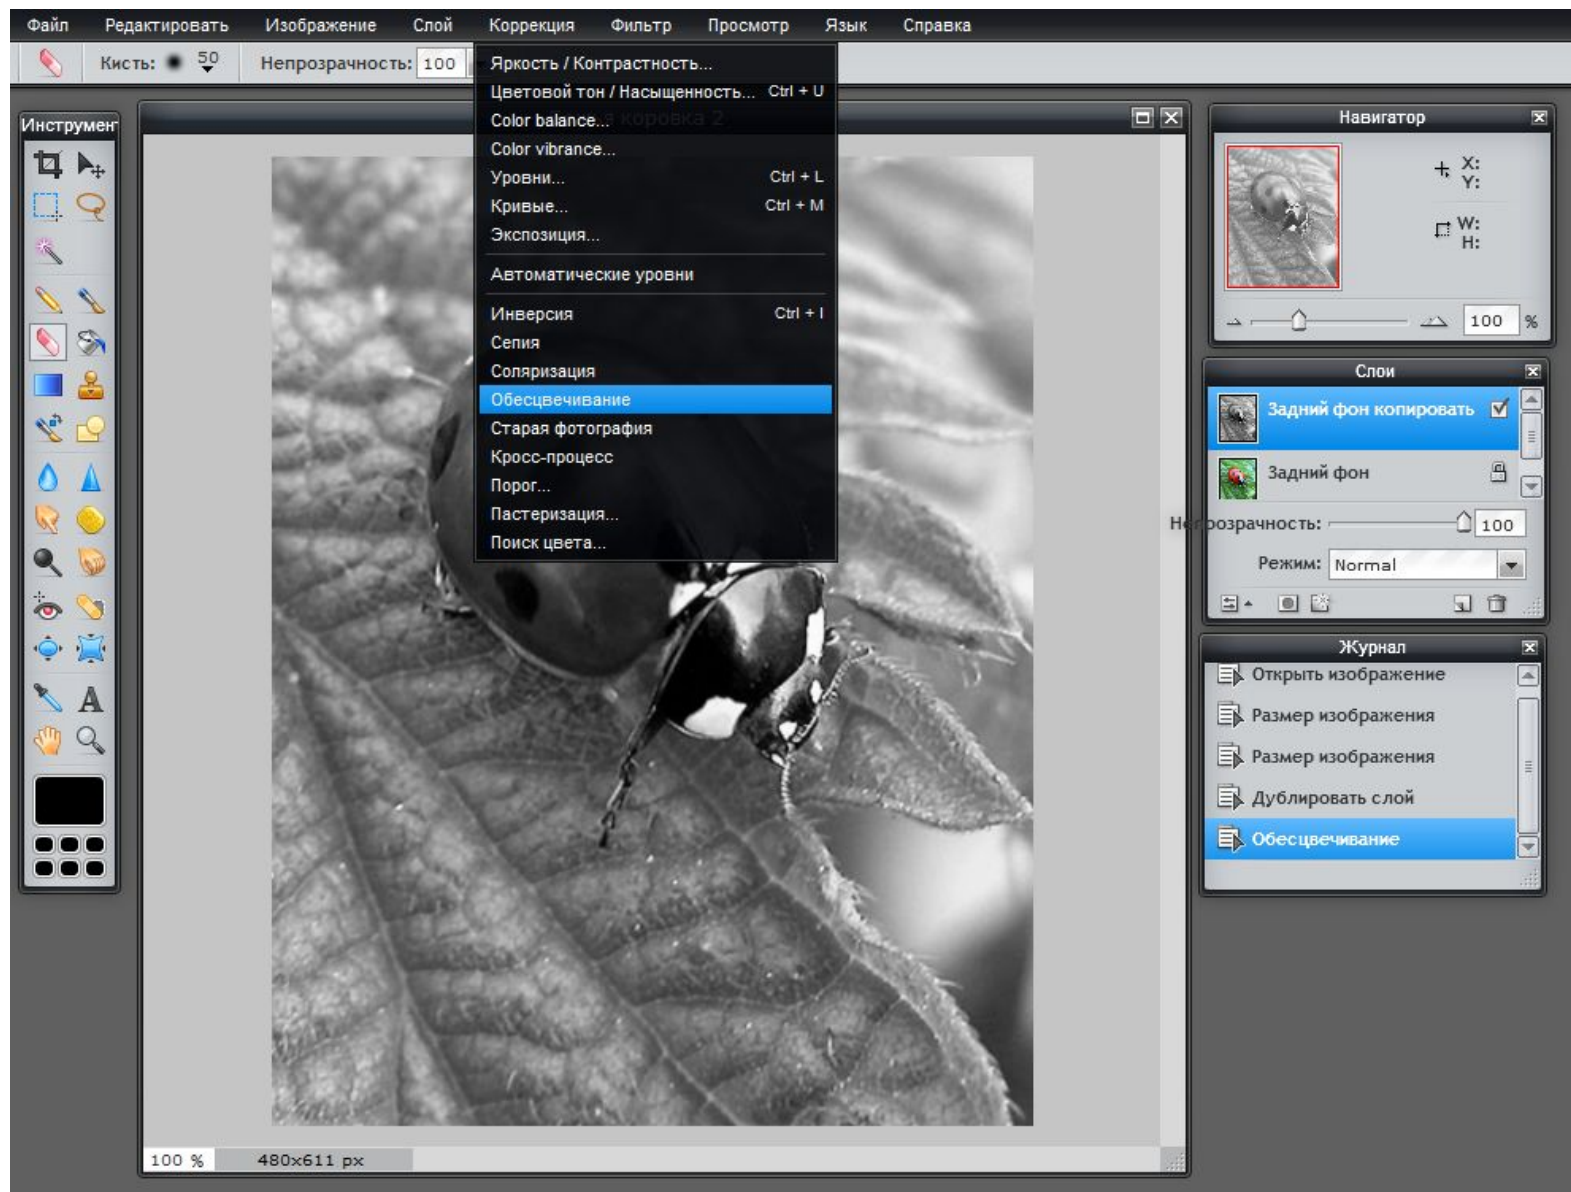 Файл Редактировать Изображение Слой Коррекция Фильтр Просмотр Язык Справка
Кисть: 50 Непрозрачность: 100
Яркость / Контрастность...
Цветовой тон / Насыщенность... Ctrl + U
Color balance...
Color vibrance...
Уровни... Ctrl + L
Кривые... Ctrl + M
Экспозиция...
Автоматические уровни
Инверсия Ctrl + I
Сепия
Соляризация
Обесцвечивание
Старая фотография
Кросс-процесс
Порог...
Пастеризация...
Поиск цвета...
Инструмент
A
коровка 2
100 % 480x611 px
Навигатор
X:
Y:
W:
H:
100 %
Слои
Задний фон копировать
Задний фон
Непрозрачность: 100
Режим: Normal
Журнал
Открыть изображение
Размер изображения
Размер изображения
Дублировать слой
Обесцвечивание